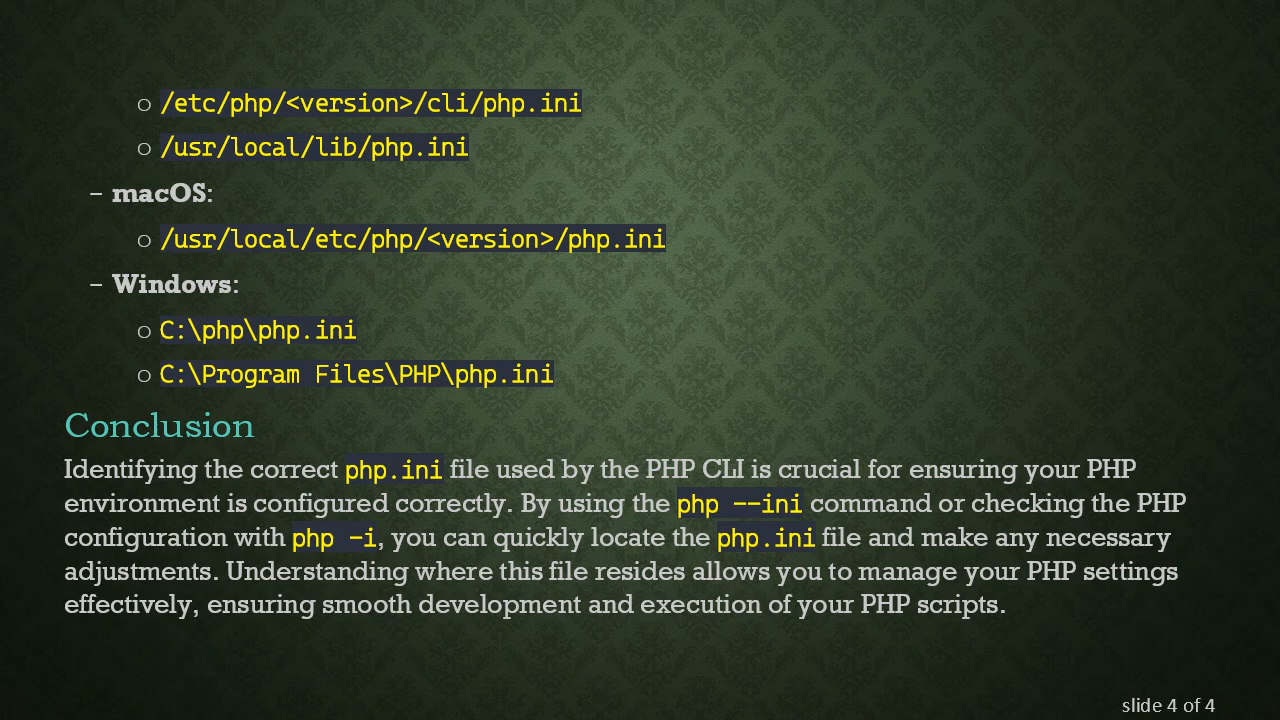 o /etc/php/<version>/cli/php.ini
o /usr/local/lib/php.ini
– macOS:
o /usr/local/etc/php/<version>/php.ini
– Windows:
o C:\php\php.ini
o C:\Program Files\PHP\php.ini
Conclusion
Identifying the correct php.ini file used by the PHP CLI is crucial for ensuring your PHP
environment is configured correctly. By using the php --ini command or checking the PHP
configuration with php -i, you can quickly locate the php.ini file and make any necessary
adjustments. Understanding where this file resides allows you to manage your PHP settings
effectively, ensuring smooth development and execution of your PHP scripts.
slide 4 of 4